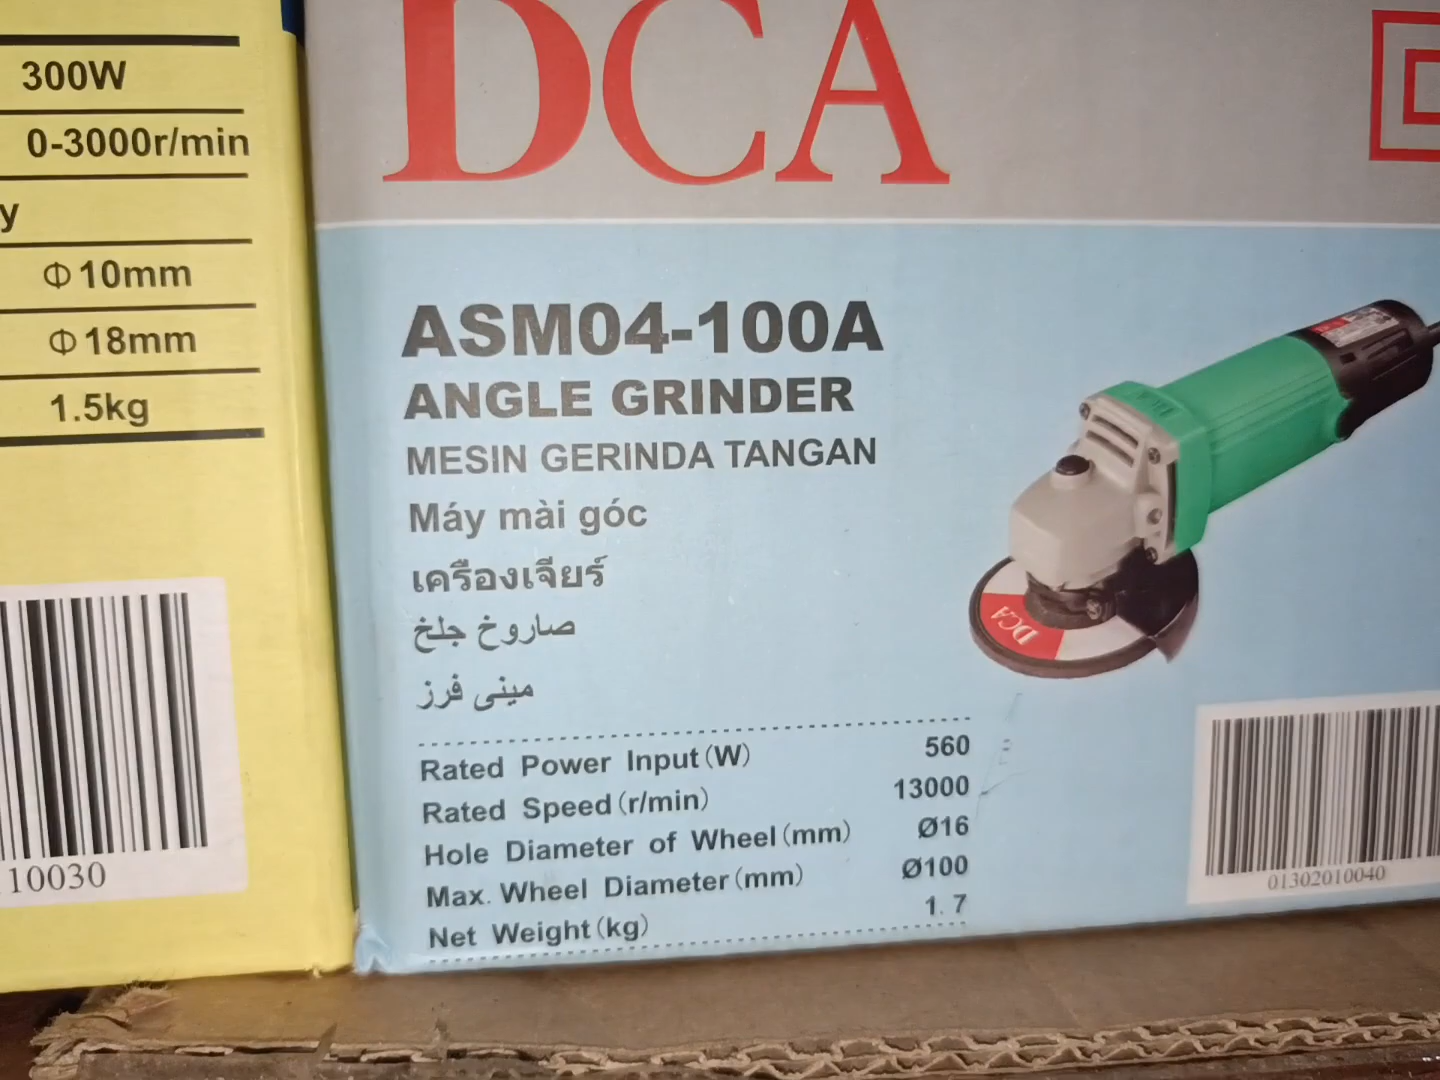 300W
0-3000r/min
y
Φ10mm
Φ18mm
1.5kg
10030
DCA
ASM04-100A
ANGLE GRINDER
MESIN GERINDA TANGAN
Máy mài góc
เครื่องเจียร์
صاروخ جلخ
مینی فرز
Rated Power Input(W) 560
Rated Speed(r/min) 13000
Hole Diameter of Wheel(mm) Ø16
Max. Wheel Diameter(mm) Ø100
Net Weight(kg) 1.7
DCA
01302010040